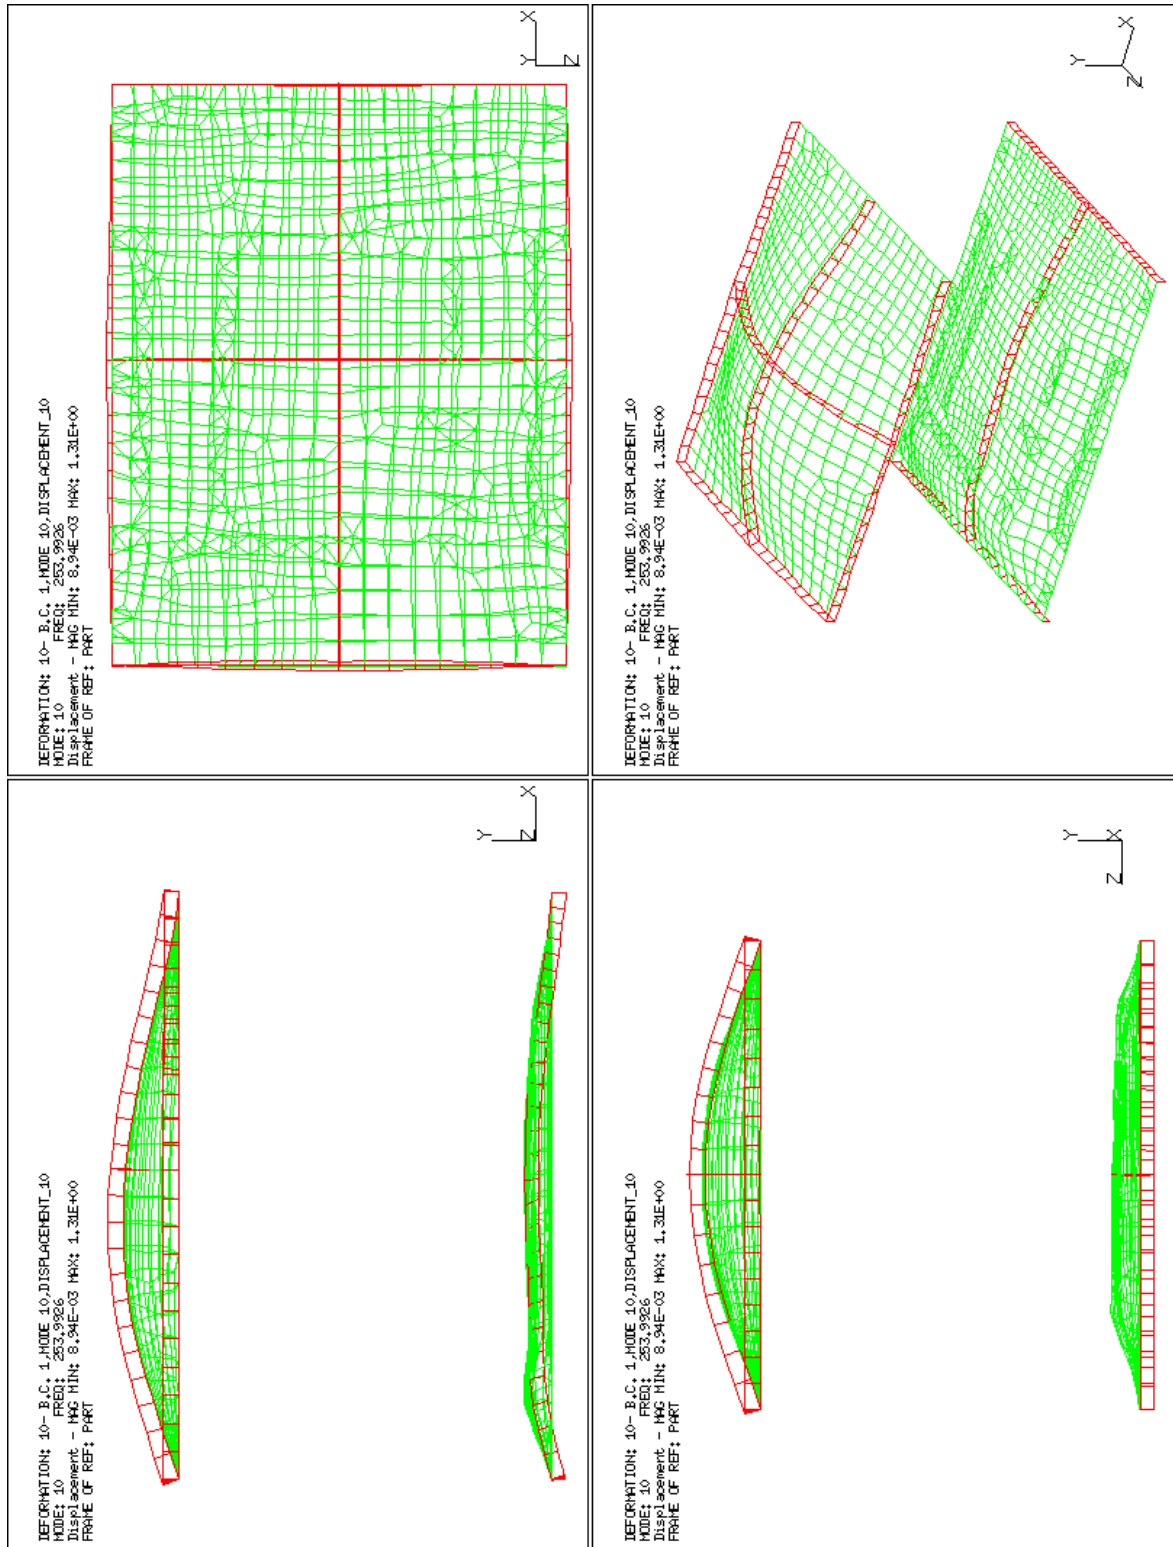 DEFORMATION: 10- B.C. 1,MODE 10,DISPLACEMENT_10
MODE: 10 FREQ: 253.9926
Displacement - MAG MIN: 8.94E-03 MAX: 1.31E+00
FRAME OF REF: PART
Y X
Z
DEFORMATION: 10- B.C. 1,MODE 10,DISPLACEMENT_10
MODE: 10 FREQ: 253.9926
Displacement - MAG MIN: 8.94E-03 MAX: 1.31E+00
FRAME OF REF: PART
Y
X
Z
DEFORMATION: 10- B.C. 1,MODE 10,DISPLACEMENT_10
MODE: 10 FREQ: 253.9926
Displacement - MAG MIN: 8.94E-03 MAX: 1.31E+00
FRAME OF REF: PART
Y
Z X
DEFORMATION: 10- B.C. 1,MODE 10,DISPLACEMENT_10
MODE: 10 FREQ: 253.9926
Displacement - MAG MIN: 8.94E-03 MAX: 1.31E+00
FRAME OF REF: PART
Y
Z X